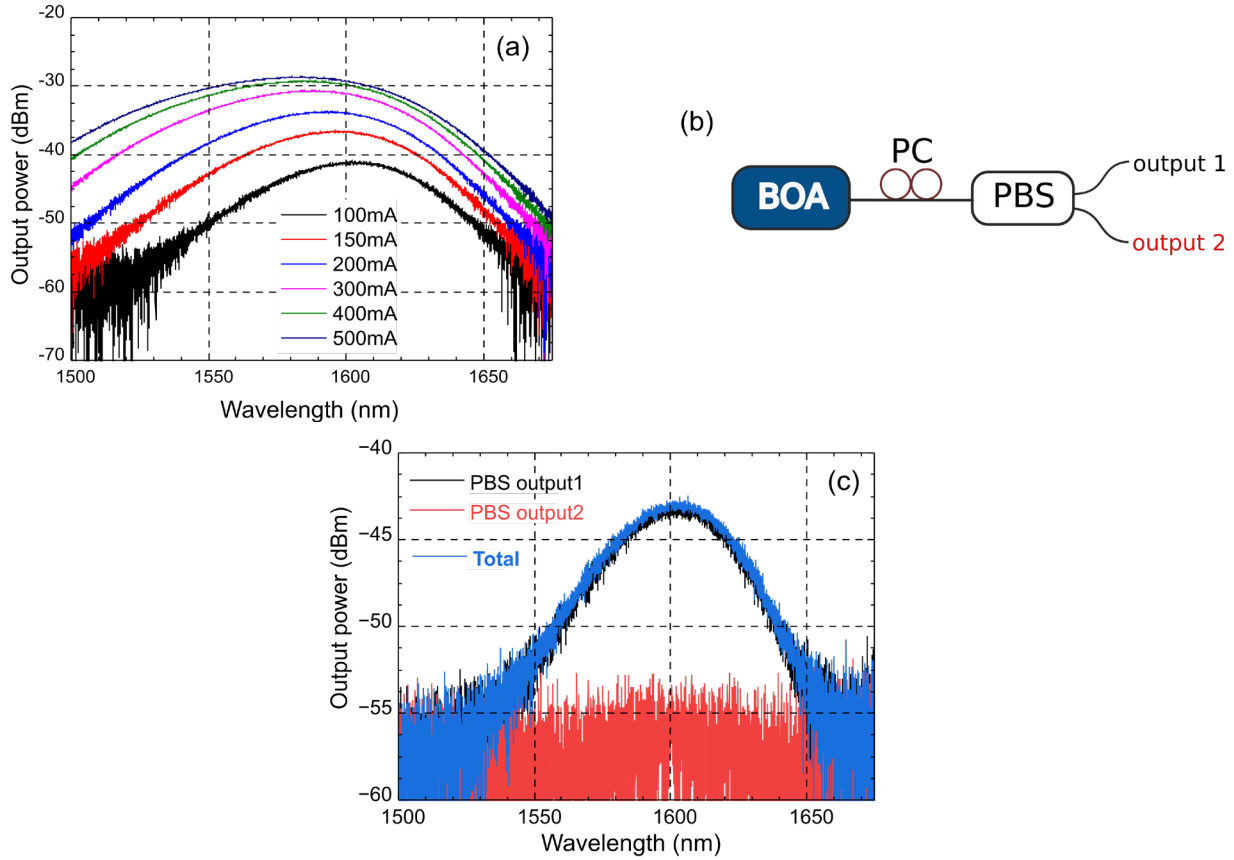 (a)
Output power (dBm)
-20
-30
-40
-50
-60
-70
100mA
150mA
200mA
300mA
400mA
500mA
1500
1550
1600
1650
Wavelength (nm)
(b)
BOA
PC
PBS
output 1
output 2
(c)
Output power (dBm)
−40
−45
−50
−55
−60
PBS output1
PBS output2
Total
1500
1550
1600
1650
Wavelength (nm)